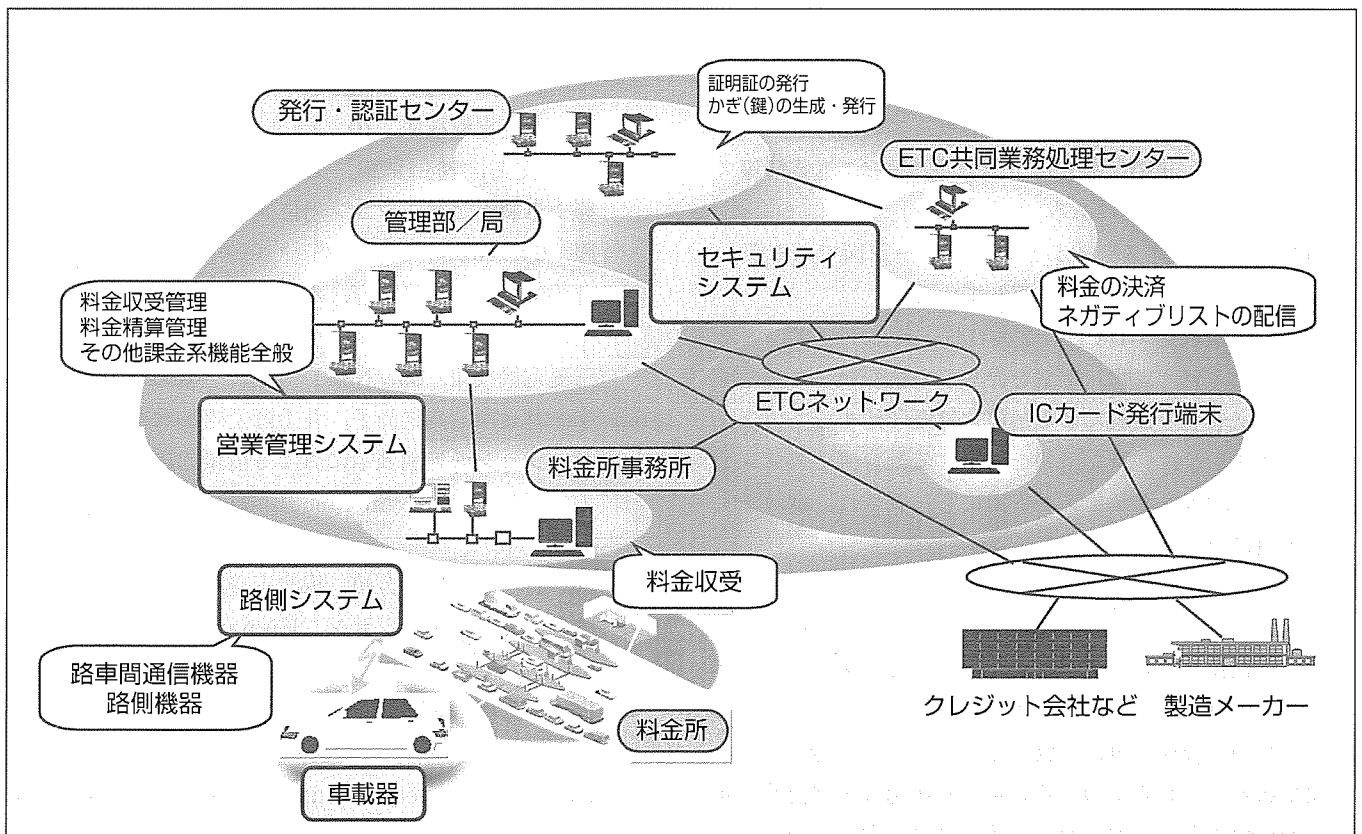 発行・認証センター
証明証の発行
かぎ(鍵)の生成・発行
ETC共同業務処理センター
管理部／局
セキュリティ
システム
料金収受管理
料金精算管理
その他課金系機能全般
料金の決済
ネガティブリストの配信
ETCネットワーク
ICカード発行端末
営業管理システム
料金所事務所
料金収受
路側システム
路車間通信機器
路側機器
料金所
車載器
クレジット会社など
製造メーカー